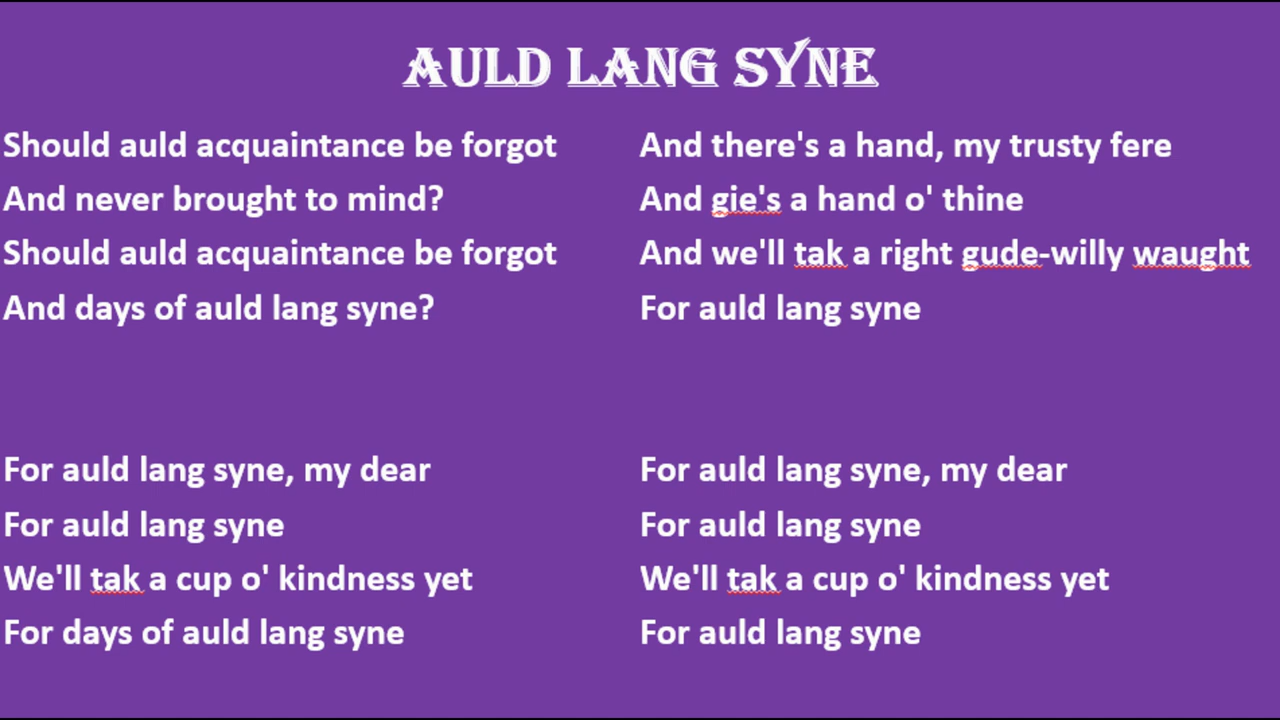 AULD LANG SYNE
Should auld acquaintance be forgot
And never brought to mind?
Should auld acquaintance be forgot
And days of auld lang syne?
For auld lang syne, my dear
For auld lang syne
We'll tak a cup o' kindness yet
For days of auld lang syne
And there's a hand, my trusty fere
And gie's a hand o' thine
And we'll tak a right gude-willy waught
For auld lang syne
For auld lang syne, my dear
For auld lang syne
We'll tak a cup o' kindness yet
For auld lang syne